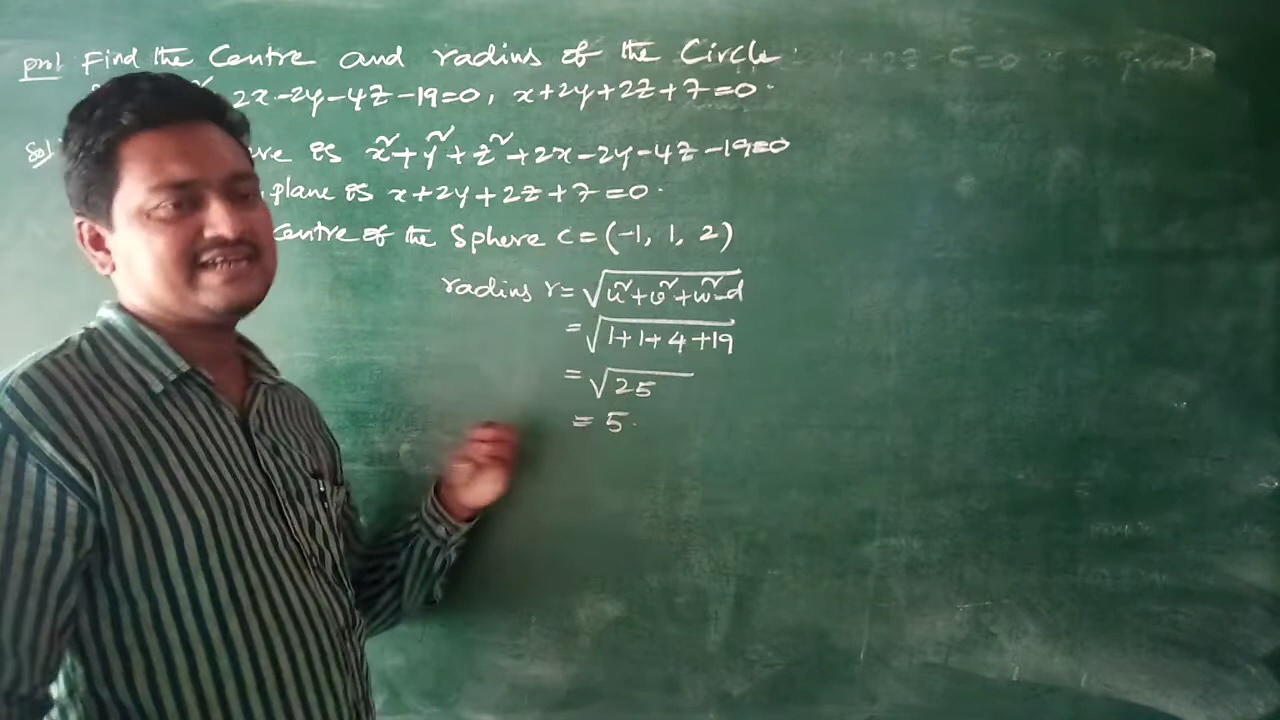 pro! Find the Centre and radius of the Circle
2x-2y-4z-19=0, x+2y+2z+7=0.
Sol: ere is x²+y²+z²+2x-2y-4z-19=0
plane is x+2y+2z+7=0.
Centre of the Sphere C=(-1, 1, 2)
radius r=√u²+v²+w²-d
=√1+1+4+19
=√25
= 5.